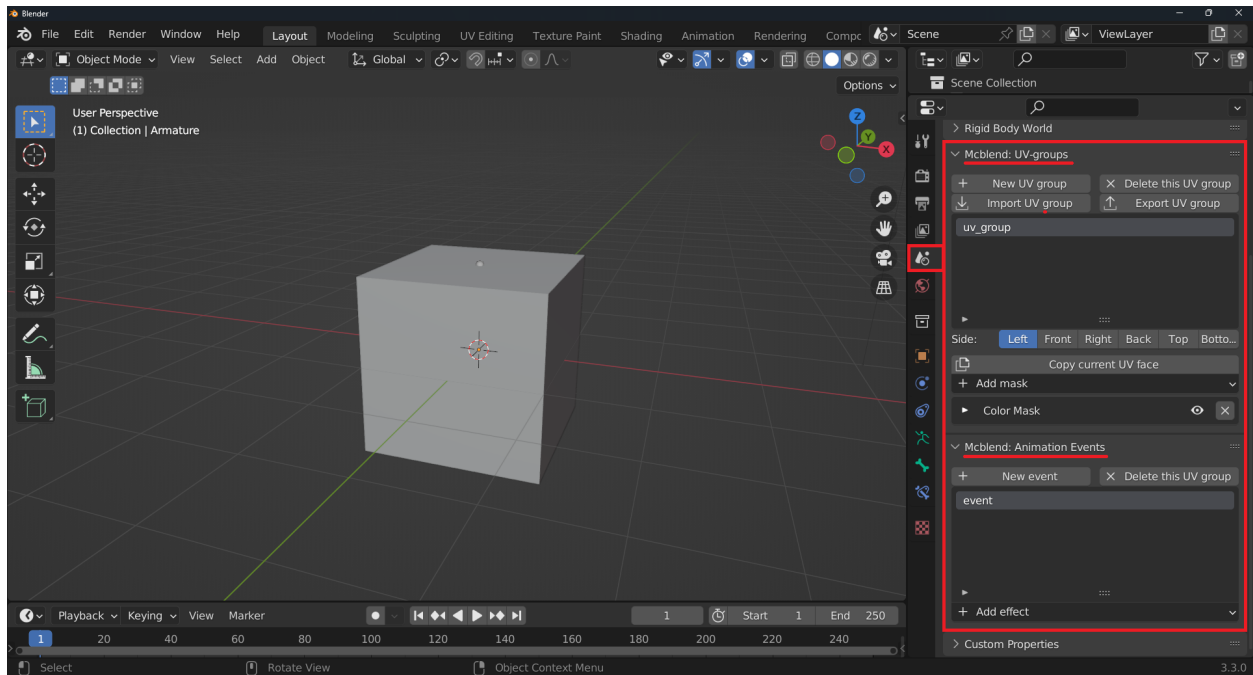 Blender
File Edit Render Window Help Layout Modeling Sculpting UV Editing Texture Paint Shading Animation Rendering Compc Scene ViewLayer
Object Mode View Select Add Object Global
Scene Collection
Options
User Perspective
(1) Collection | Armature
Z
Y
X
Rigid Body World
Mcblend: UV-groups
New UV group Delete this UV group
Import UV group Export UV group
uv_group
Side: Left Front Right Back Top Botto...
Copy current UV face
Add mask
Color Mask
Mcblend: Animation Events
New event Delete this UV group
event
Add effect
Custom Properties
Playback Keying View Marker 1 Start 1 End 250
1 20 40 60 80 100 120 140 160 180 200 220 240
Select Rotate View Object Context Menu 3.3.0